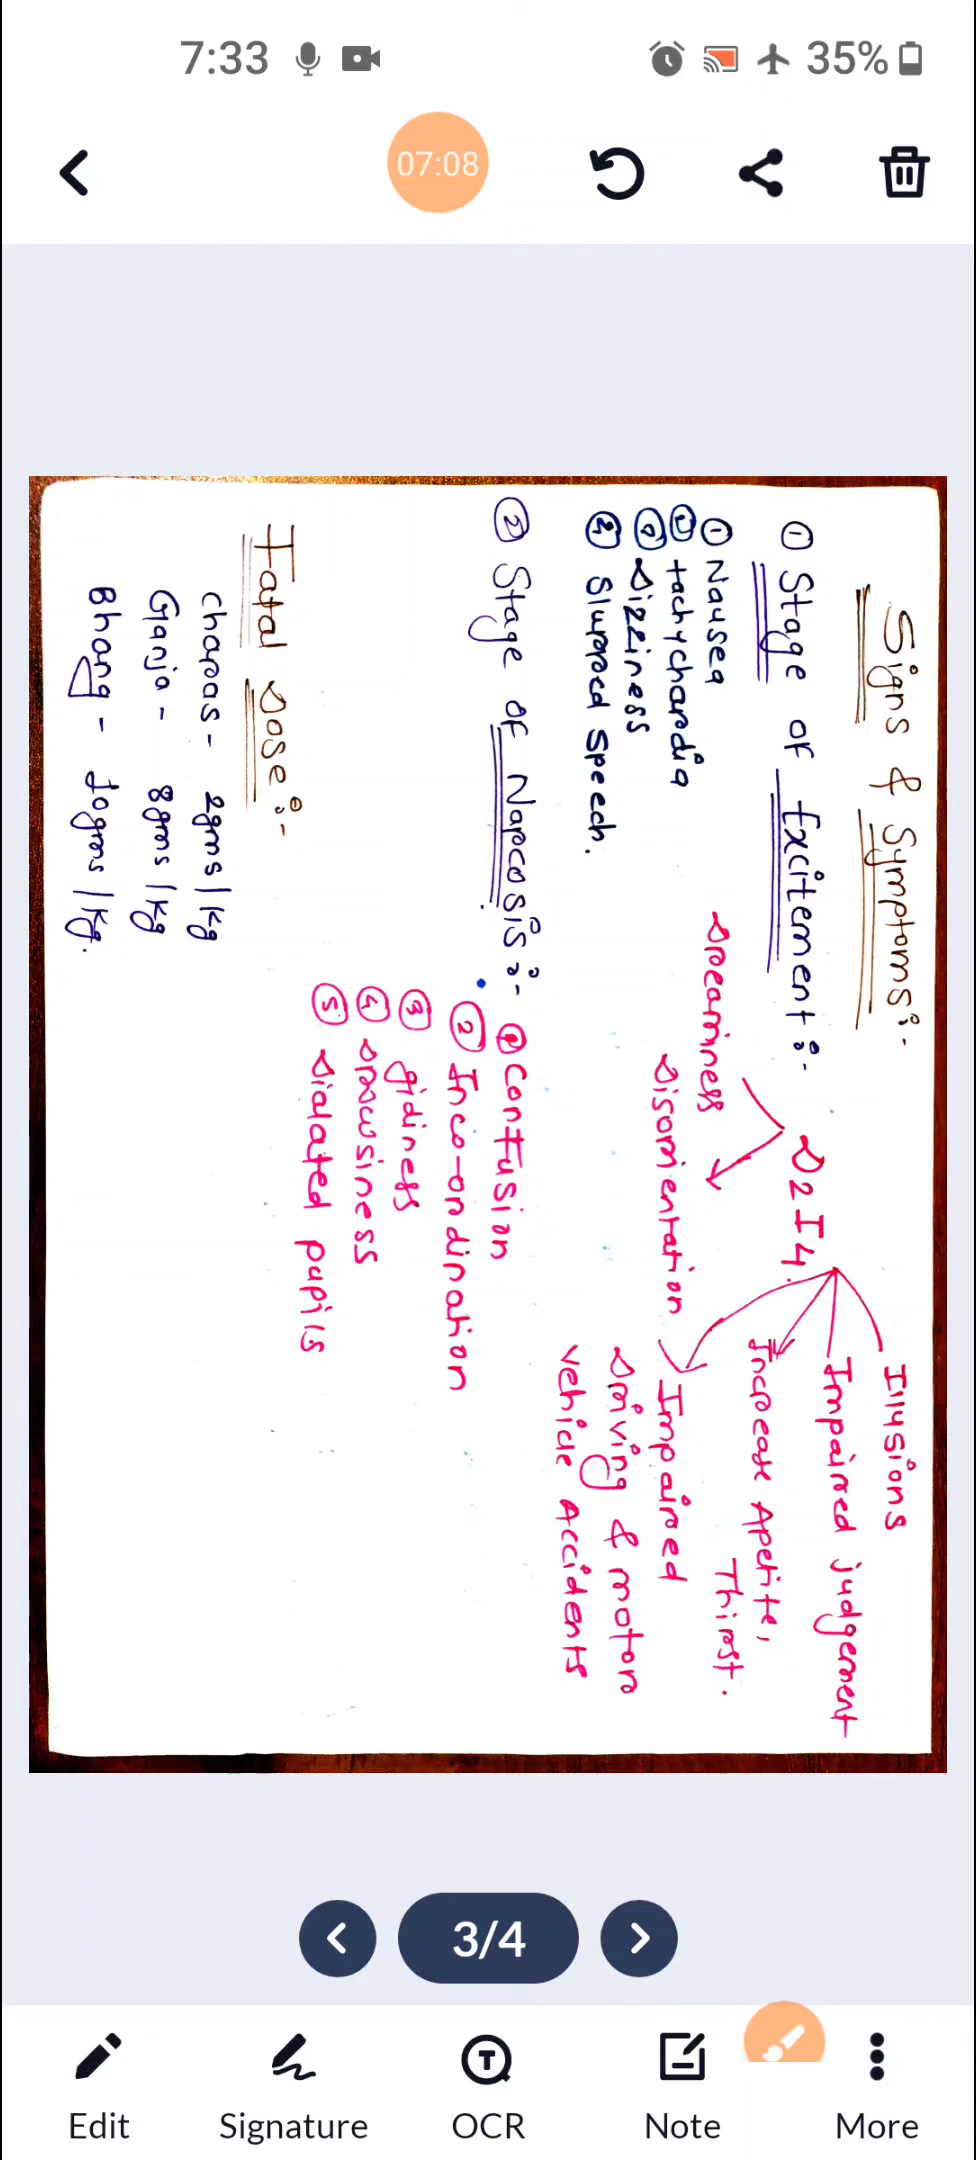 7:33
35%
07:08
Signs & Symptoms:-
① Stage of Excitement:-
D2I4.
Illusions
Impaired judgement
Increase Apetite,
Thirst.
Impaired
Driving & motor
vehicle Accidents
Dreaminess
Disorientation
① Nausea
② tachychardia
Dizziness
④ Slurred speech.
② Stage of Narcosis:-
① Confusion
② Inco-ordination
③ gidiness
④ Drowsiness
⑤ Dialated pupils
Fatal Dose:-
charas - 2gms/kg
Ganja - 8gms/kg
Bhang - 10gms/kg.
3/4
Edit
Signature
OCR
Note
More